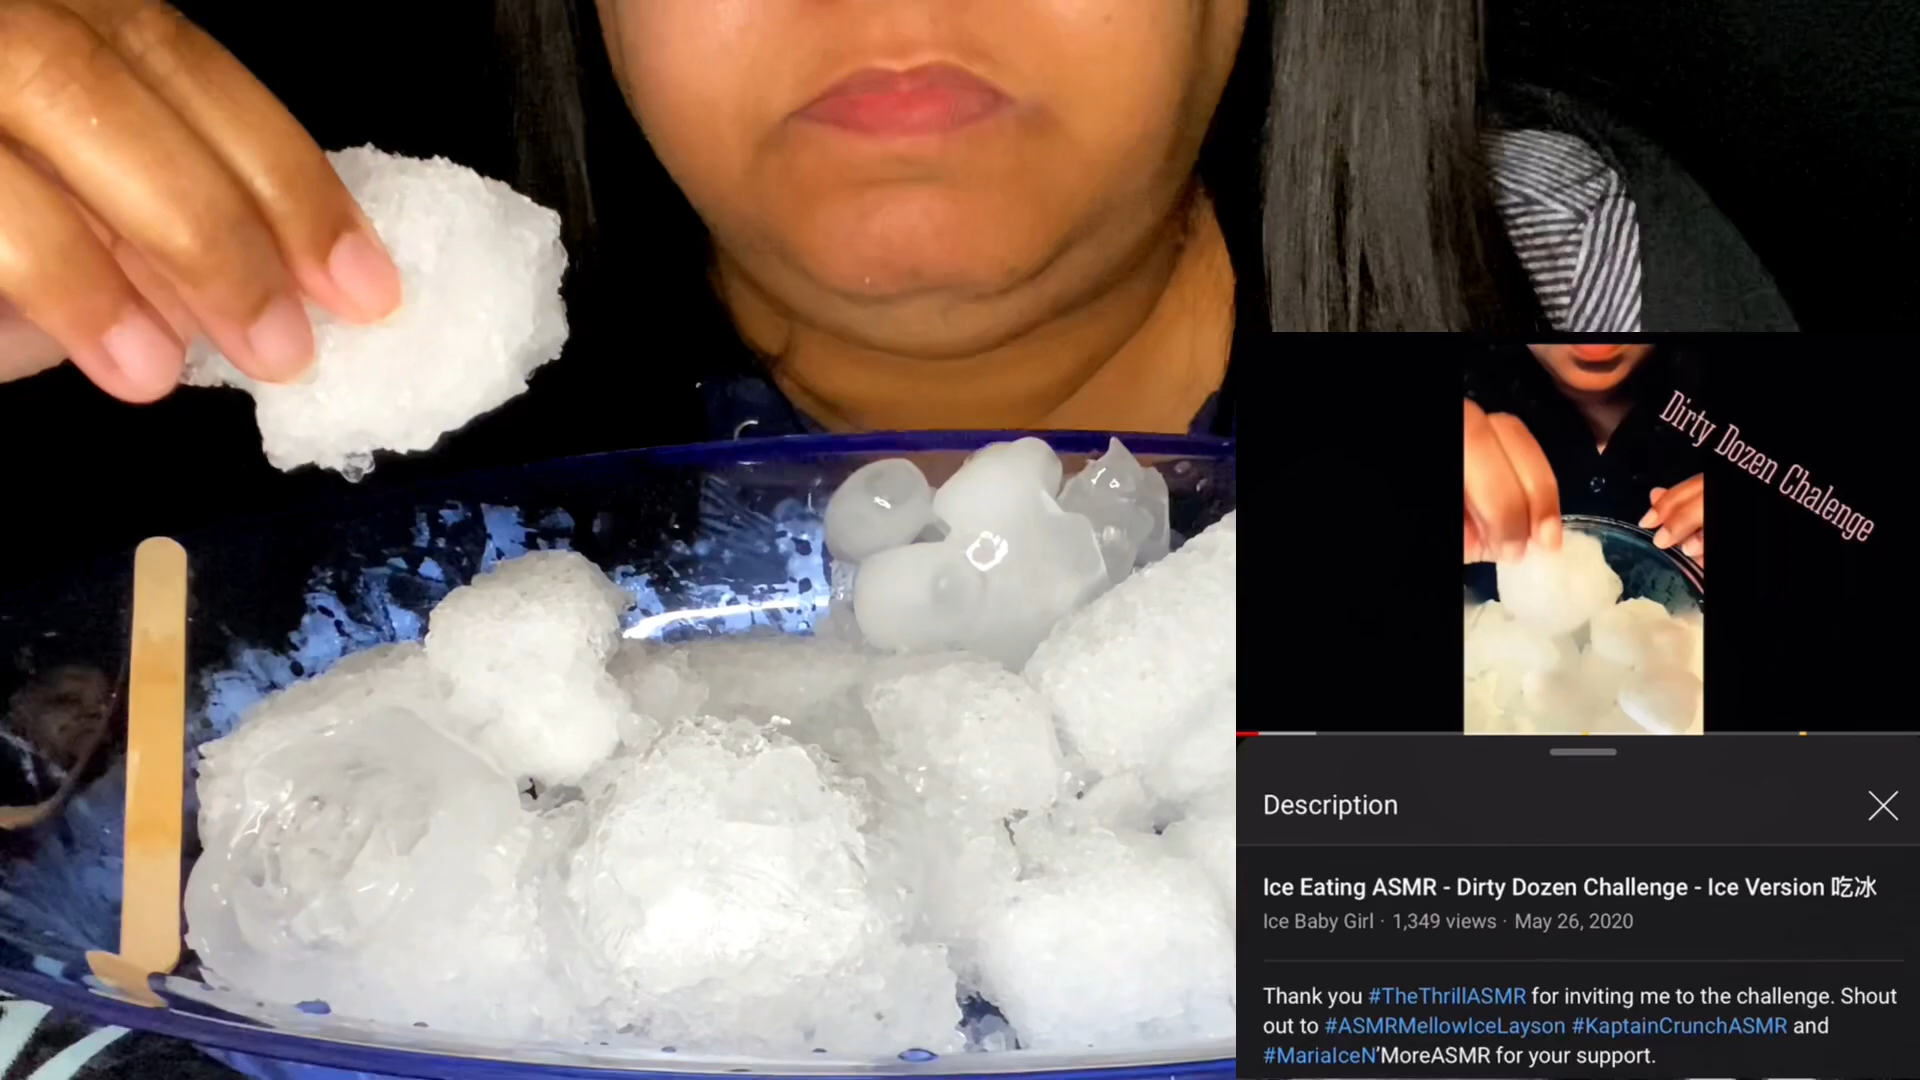 Dirty Dozen Chalenge
Description
Ice Eating ASMR - Dirty Dozen Challenge - Ice Version 吃冰
Ice Baby Girl · 1,349 views · May 26, 2020
Thank you #TheThrillASMR for inviting me to the challenge. Shout
out to #ASMRMellowIceLayson #KaptainCrunchASMR and
#MariaIceN’MoreASMR for your support.